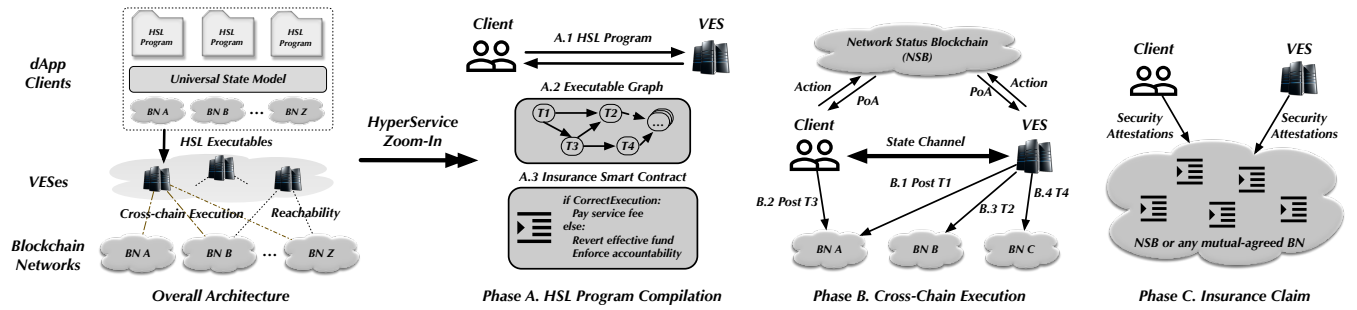 dApp
Clients
VESes
Blockchain
Networks
HSL
Program
HSL
Program
HSL
Program
Universal State Model
BN A
BN B
...
BN Z
HSL Executables
Cross-chain Execution
Reachability
BN A
BN B
...
BN Z
Overall Architecture
HyperService
Zoom-In
Client
VES
A.1 HSL Program
A.2 Executable Graph
T1
T2
...
T3
T4
A.3 Insurance Smart Contract
if CorrectExecution:
Pay service fee
else:
Revert effective fund
Enforce accountability
Phase A. HSL Program Compilation
Network Status Blockchain
(NSB)
Action
PoA
PoA
Action
Client
VES
State Channel
B.1 Post T1
B.2 Post T3
B.3 T2
B.4 T4
BN A
BN B
BN C
Phase B. Cross-Chain Execution
Client
VES
Security
Attestations
Security
Attestations
NSB or any mutual-agreed BN
Phase C. Insurance Claim